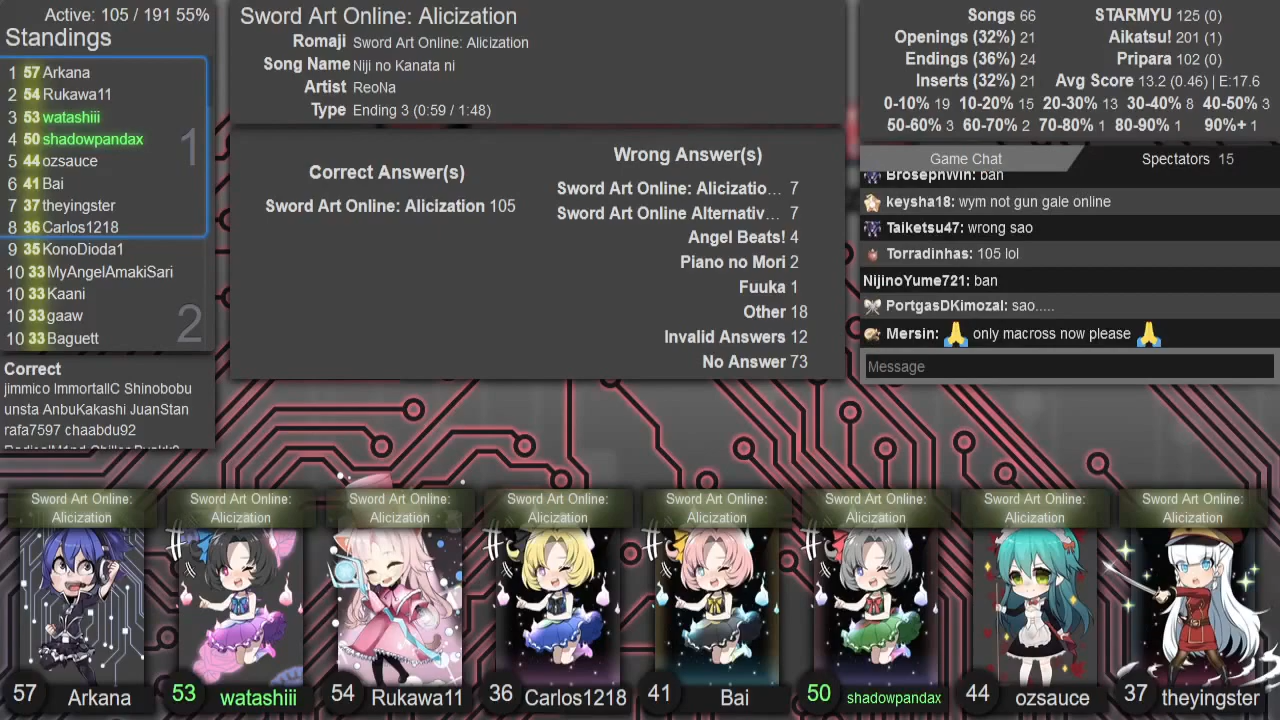 Active: 105 / 191 55%
Standings
1 57 Arkana
2 54 Rukawa11
3 53 watashiii
4 50 shadowpandax
5 44 ozsauce
6 41 Bai
7 37 theyingster
8 36 Carlos1218
1
9 35 KonoDioda1
10 33 MyAngelAmakiSari
10 33 Kaani
10 33 gaaw
10 33 Baguett
2
Correct
jimmico ImmortallC Shinobobu
unsta AnbuKakashi JuanStan
rafa7597 chaabdu92
Sword Art Online: Alicization
Romaji Sword Art Online: Alicization
Song Name Niji no Kanata ni
Artist ReoNa
Type Ending 3 (0:59 / 1:48)
Correct Answer(s)
Sword Art Online: Alicization 105
Wrong Answer(s)
Sword Art Online: Alicizatio... 7
Sword Art Online Alternativ... 7
Angel Beats! 4
Piano no Mori 2
Fuuka 1
Other 18
Invalid Answers 12
No Answer 73
Songs 66
Openings (32%) 21
Endings (36%) 24
Inserts (32%) 21
STARMYU 125 (0)
Aikatsu! 201 (1)
Pripara 102 (0)
Avg Score 13.2 (0.46) | E:17.6
0-10% 19 10-20% 15 20-30% 13 30-40% 8 40-50% 3
50-60% 3 60-70% 2 70-80% 1 80-90% 1 90%+ 1
Game Chat
Spectators 15
BrosephWin: ban
keysha18: wym not gun gale online
Taiketsu47: wrong sao
Torradinhas: 105 lol
NijinoYume721: ban
PortgasDKimozal: sao.....
Mersin: 🙏 only macross now please 🙏
Message
Sword Art Online:
Alicization
57 Arkana
Sword Art Online:
Alicization
53 watashiii
Sword Art Online:
Alicization
54 Rukawa11
Sword Art Online:
Alicization
36 Carlos1218
Sword Art Online:
Alicization
41 Bai
Sword Art Online:
Alicization
50 shadowpandax
Sword Art Online:
Alicization
44 ozsauce
Sword Art Online:
Alicization
37 theyingster